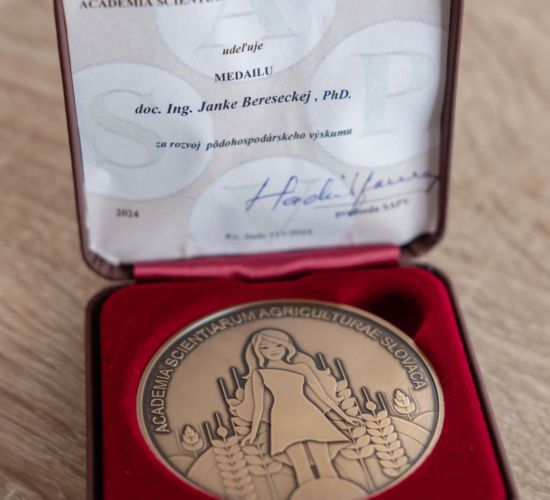 ACADEMIA SCIENTI
udeľuje
MEDAILU
doc. Ing. Janke Bereseckej , PhD.
za rozvoj pôdohospodárskeho výskumu
2024
predseda SAPV
ACADEMIA SCIENTIARUM AGRICULTURAE SLOVACA